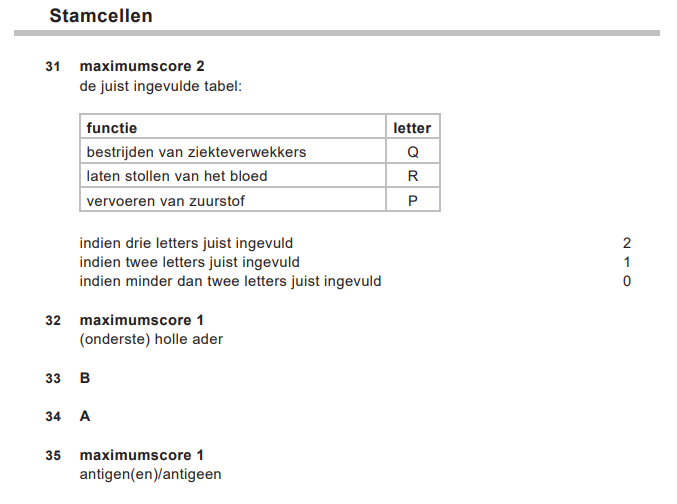 Stamcellen
31 maximumscore 2
de juist ingevulde tabel:
functie letter
bestrijden van ziekteverwekkers Q
laten stollen van het bloed R
vervoeren van zuurstof P
indien drie letters juist ingevuld 2
indien twee letters juist ingevuld 1
indien minder dan twee letters juist ingevuld 0
32 maximumscore 1
(onderste) holle ader
33 B
34 A
35 maximumscore 1
antigen(en)/antigeen